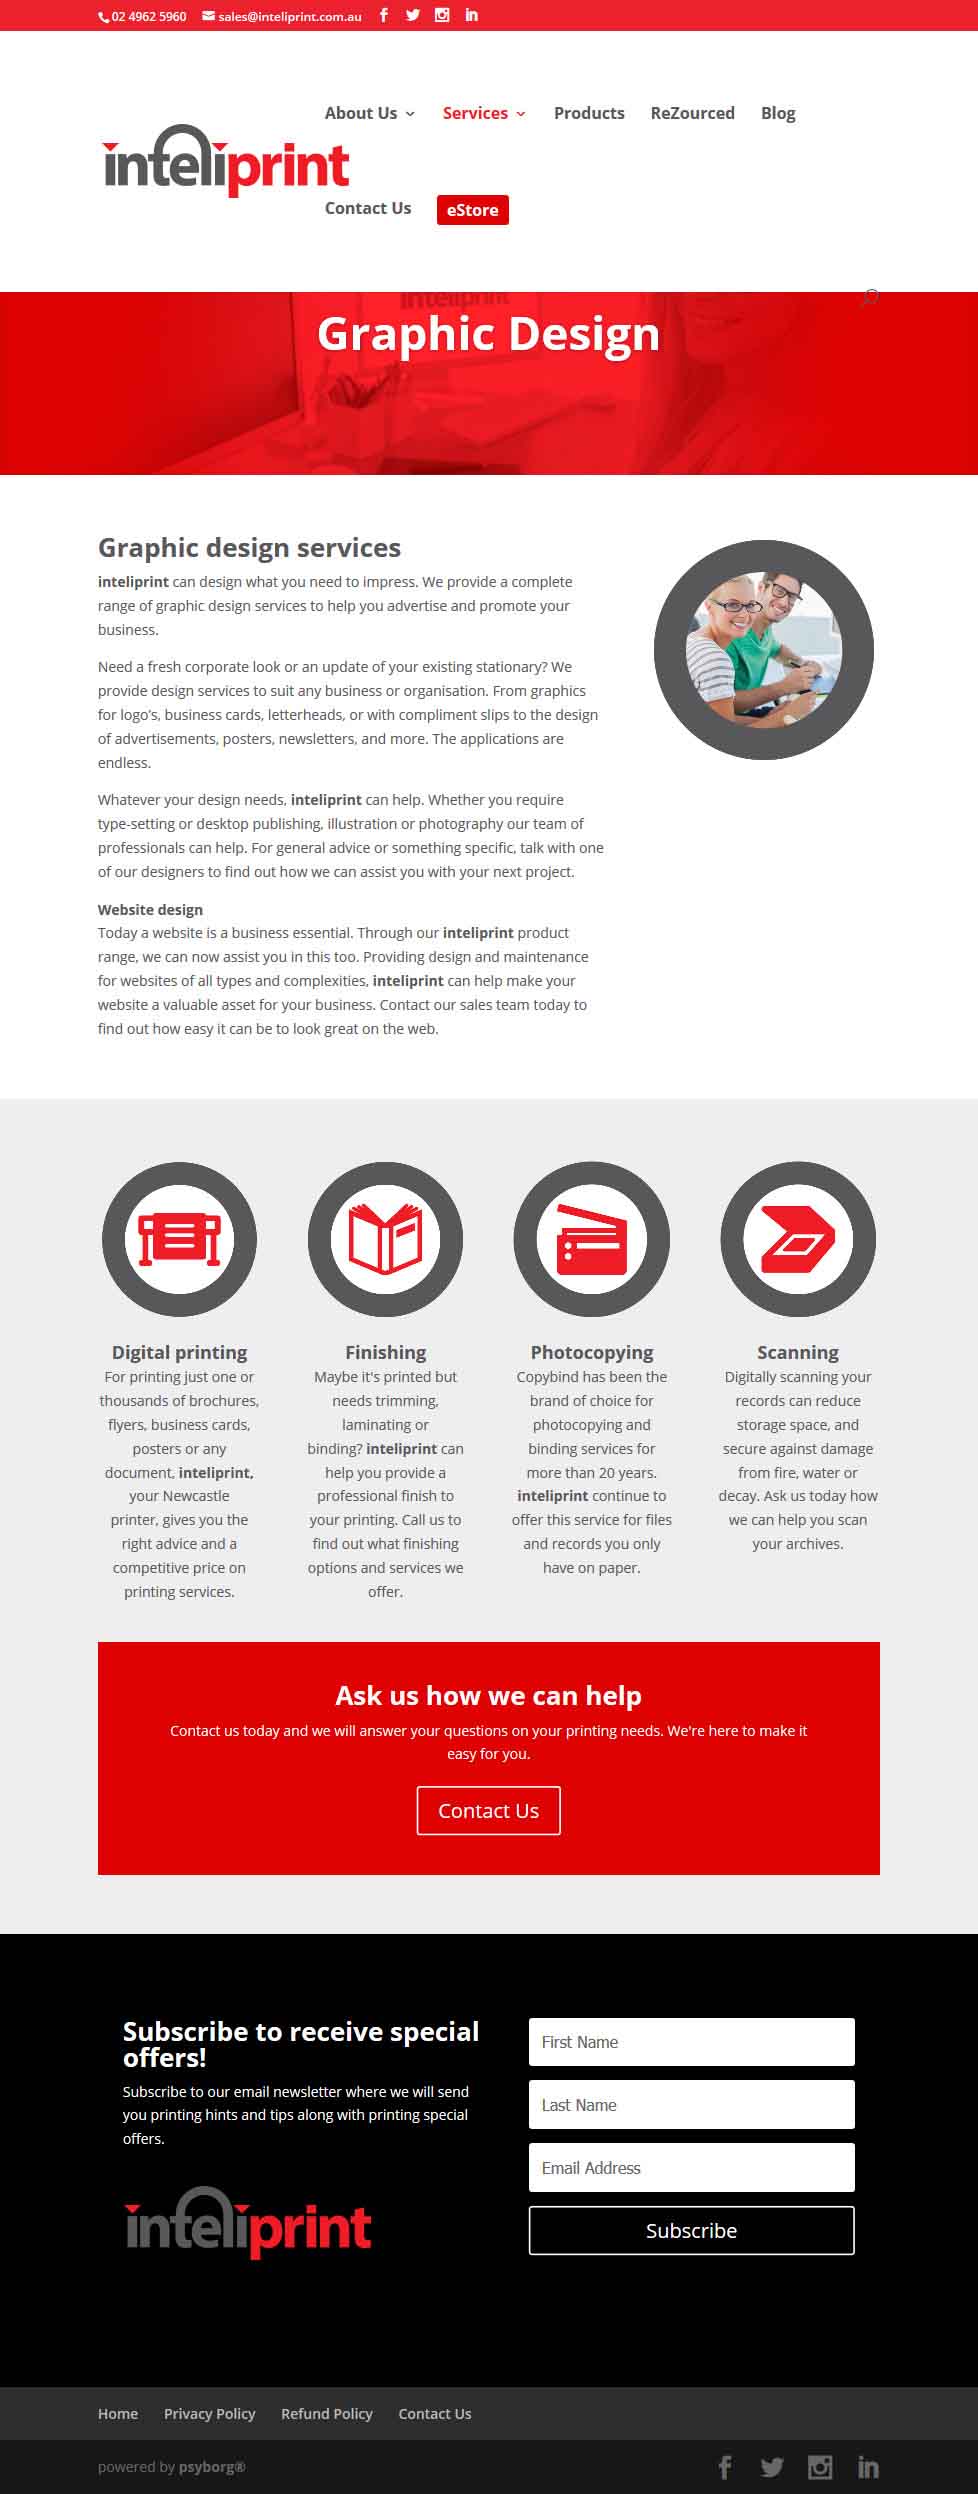 02 4962 5960 sales@inteliprint.com.au
About Us Services Products ReZourced Blog
inteliprint
Contact Us eStore
inteliprint
Graphic Design
Graphic design services
inteliprint can design what you need to impress. We provide a complete
range of graphic design services to help you advertise and promote your
business.
Need a fresh corporate look or an update of your existing stationary? We
provide design services to suit any business or organisation. From graphics
for logo's, business cards, letterheads, or with compliment slips to the design
of advertisements, posters, newsletters, and more. The applications are
endless.
Whatever your design needs, inteliprint can help. Whether you require
type-setting or desktop publishing, illustration or photography our team of
professionals can help. For general advice or something specific, talk with one
of our designers to find out how we can assist you with your next project.
Website design
Today a website is a business essential. Through our inteliprint product
range, we can now assist you in this too. Providing design and maintenance
for websites of all types and complexities, inteliprint can help make your
website a valuable asset for your business. Contact our sales team today to
find out how easy it can be to look great on the web.
Digital printing
For printing just one or
thousands of brochures,
flyers, business cards,
posters or any
document, inteliprint,
your Newcastle
printer, gives you the
right advice and a
competitive price on
printing services.
Finishing
Maybe it's printed but
needs trimming,
laminating or
binding? inteliprint can
help you provide a
professional finish to
your printing. Call us to
find out what finishing
options and services we
offer.
Photocopying
Copybind has been the
brand of choice for
photocopying and
binding services for
more than 20 years.
inteliprint continue to
offer this service for files
and records you only
have on paper.
Scanning
Digitally scanning your
records can reduce
storage space, and
secure against damage
from fire, water or
decay. Ask us today how
we can help you scan
your archives.
Ask us how we can help
Contact us today and we will answer your questions on your printing needs. We're here to make it
easy for you.
Contact Us
Subscribe to receive special
offers!
Subscribe to our email newsletter where we will send
you printing hints and tips along with printing special
offers.
inteliprint
First Name
Last Name
Email Address
Subscribe
Home Privacy Policy Refund Policy Contact Us
powered by psyborg®